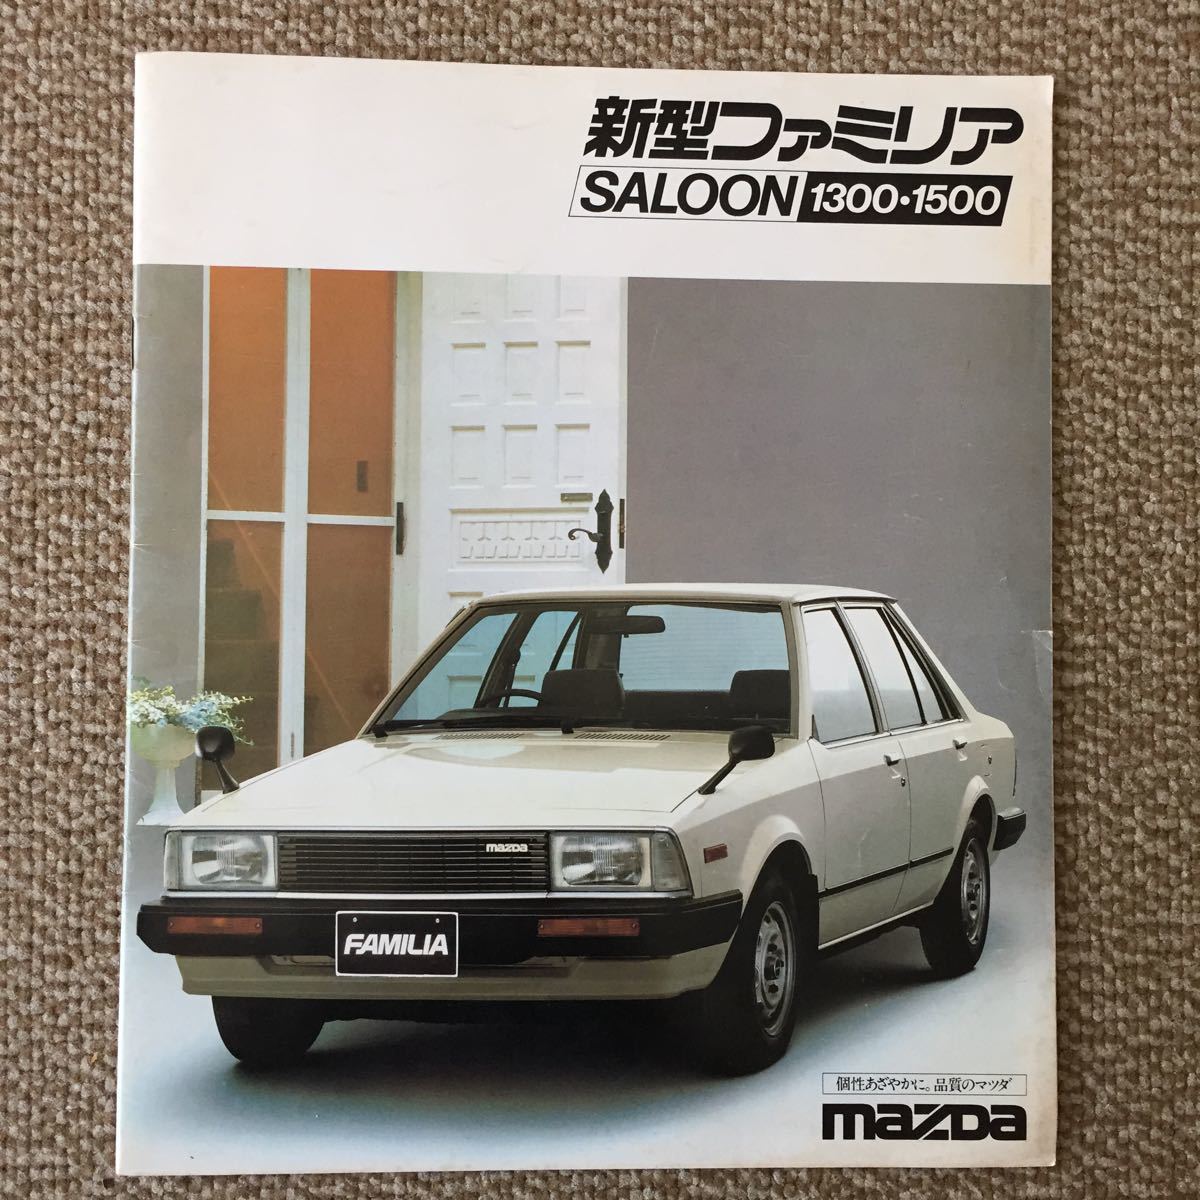 新型ファミリア
SALOON 1300・1500
mazda
FAMILIA
個性あざやかに。品質のマツダ
mazda